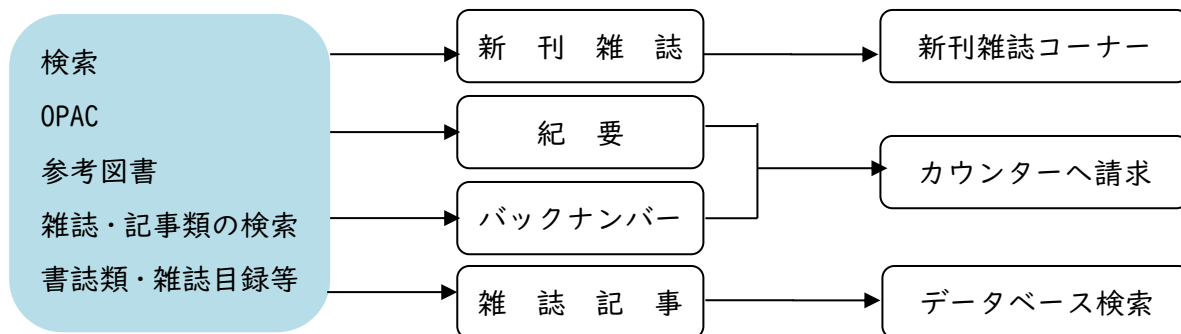 検索
OPAC
参考図書
雑誌・記事類の検索
書誌類・雑誌目録等
新刊雑誌
紀要
バックナンバー
雑誌記事
新刊雑誌コーナー
カウンターへ請求
データベース検索